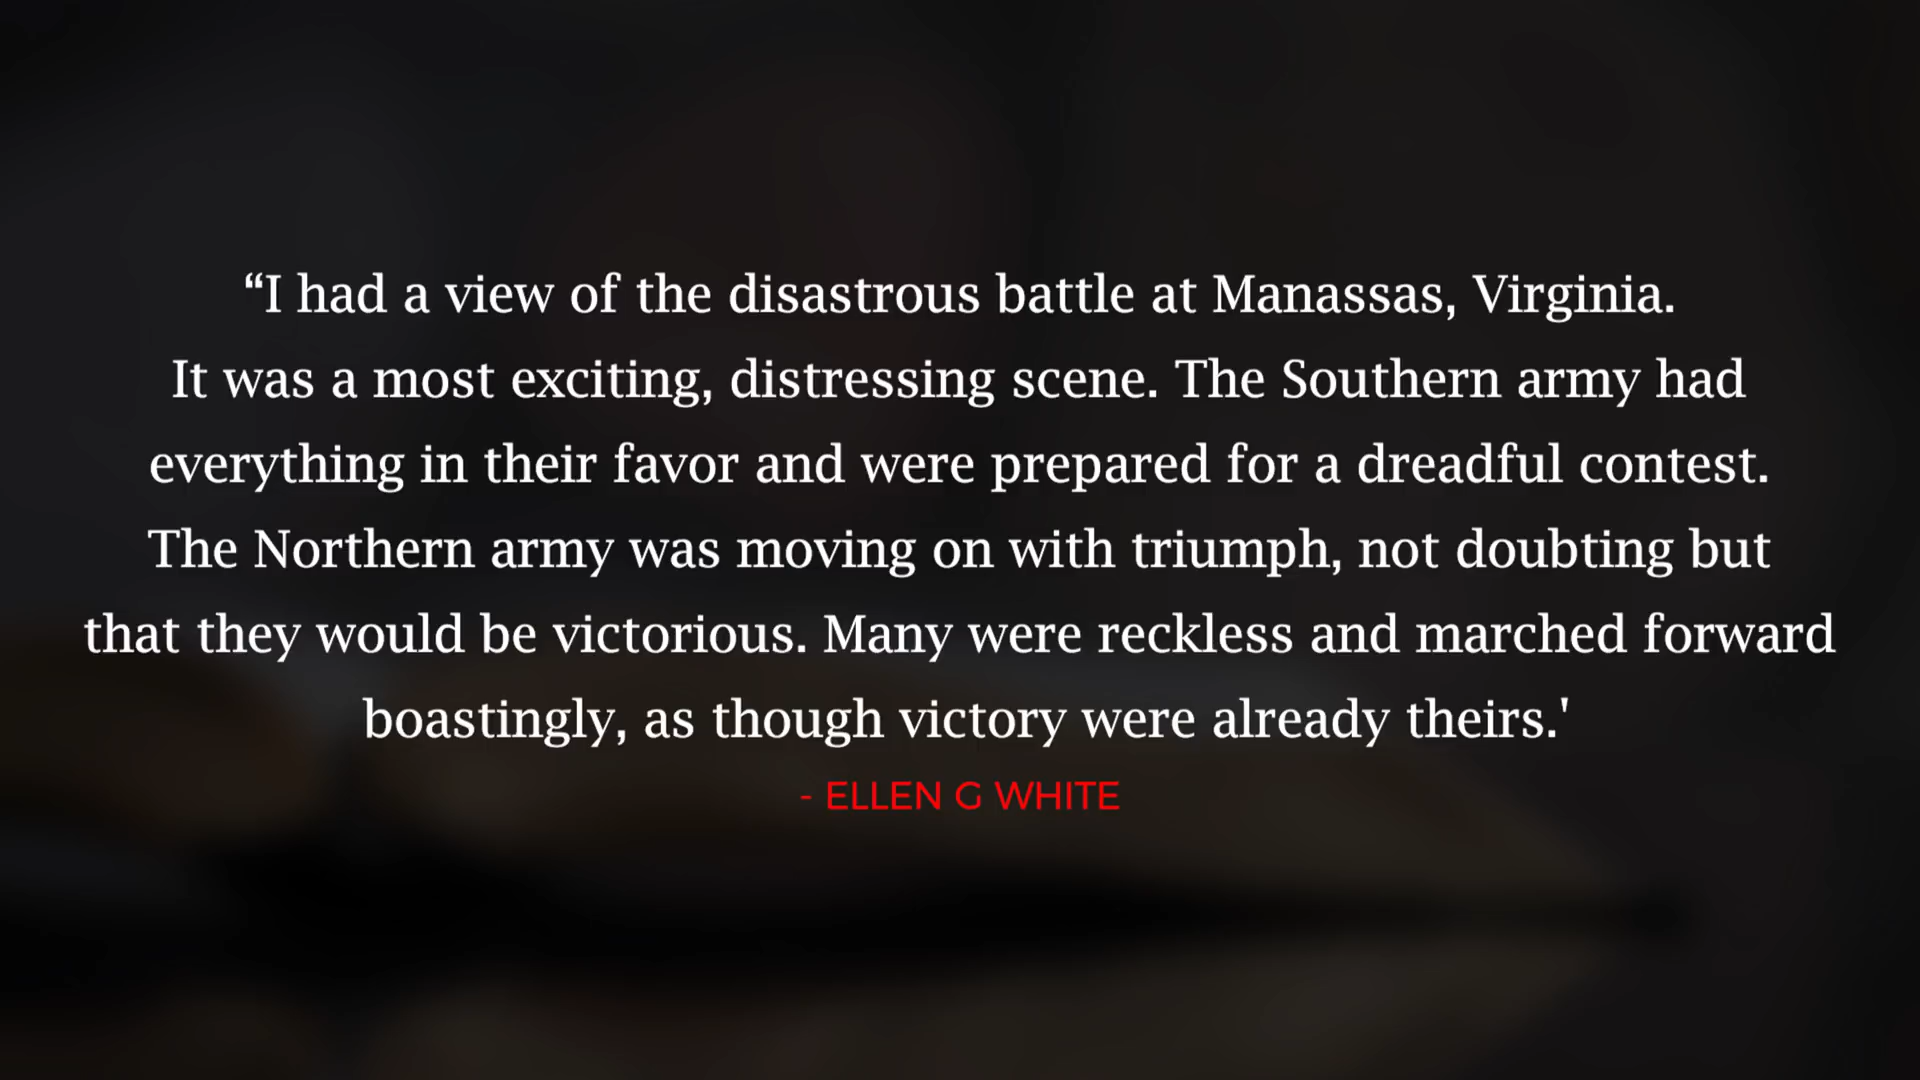 “I had a view of the disastrous battle at Manassas, Virginia.
It was a most exciting, distressing scene. The Southern army had
everything in their favor and were prepared for a dreadful contest.
The Northern army was moving on with triumph, not doubting but
that they would be victorious. Many were reckless and marched forward
boastingly, as though victory were already theirs.'
- ELLEN G WHITE